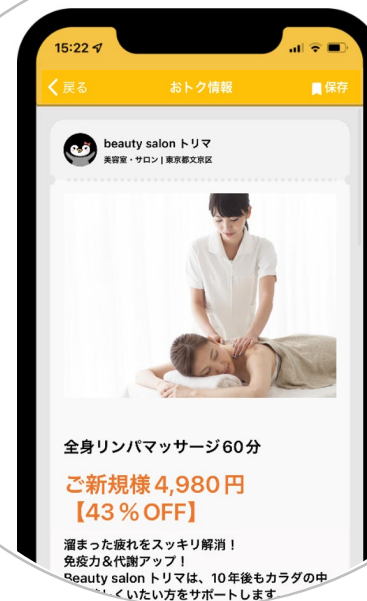 15:22
戻る
おトク情報
保存
beauty salon トリマ
美容室・サロン | 東京都文京区
全身リンパマッサージ60分
ご新規様4,980円
【43%OFF】
溜まった疲れをスッキリ解消！
免疫力&代謝アップ！
Beauty salon トリマは、10年後もカラダの中
しくいたい方をサポートします